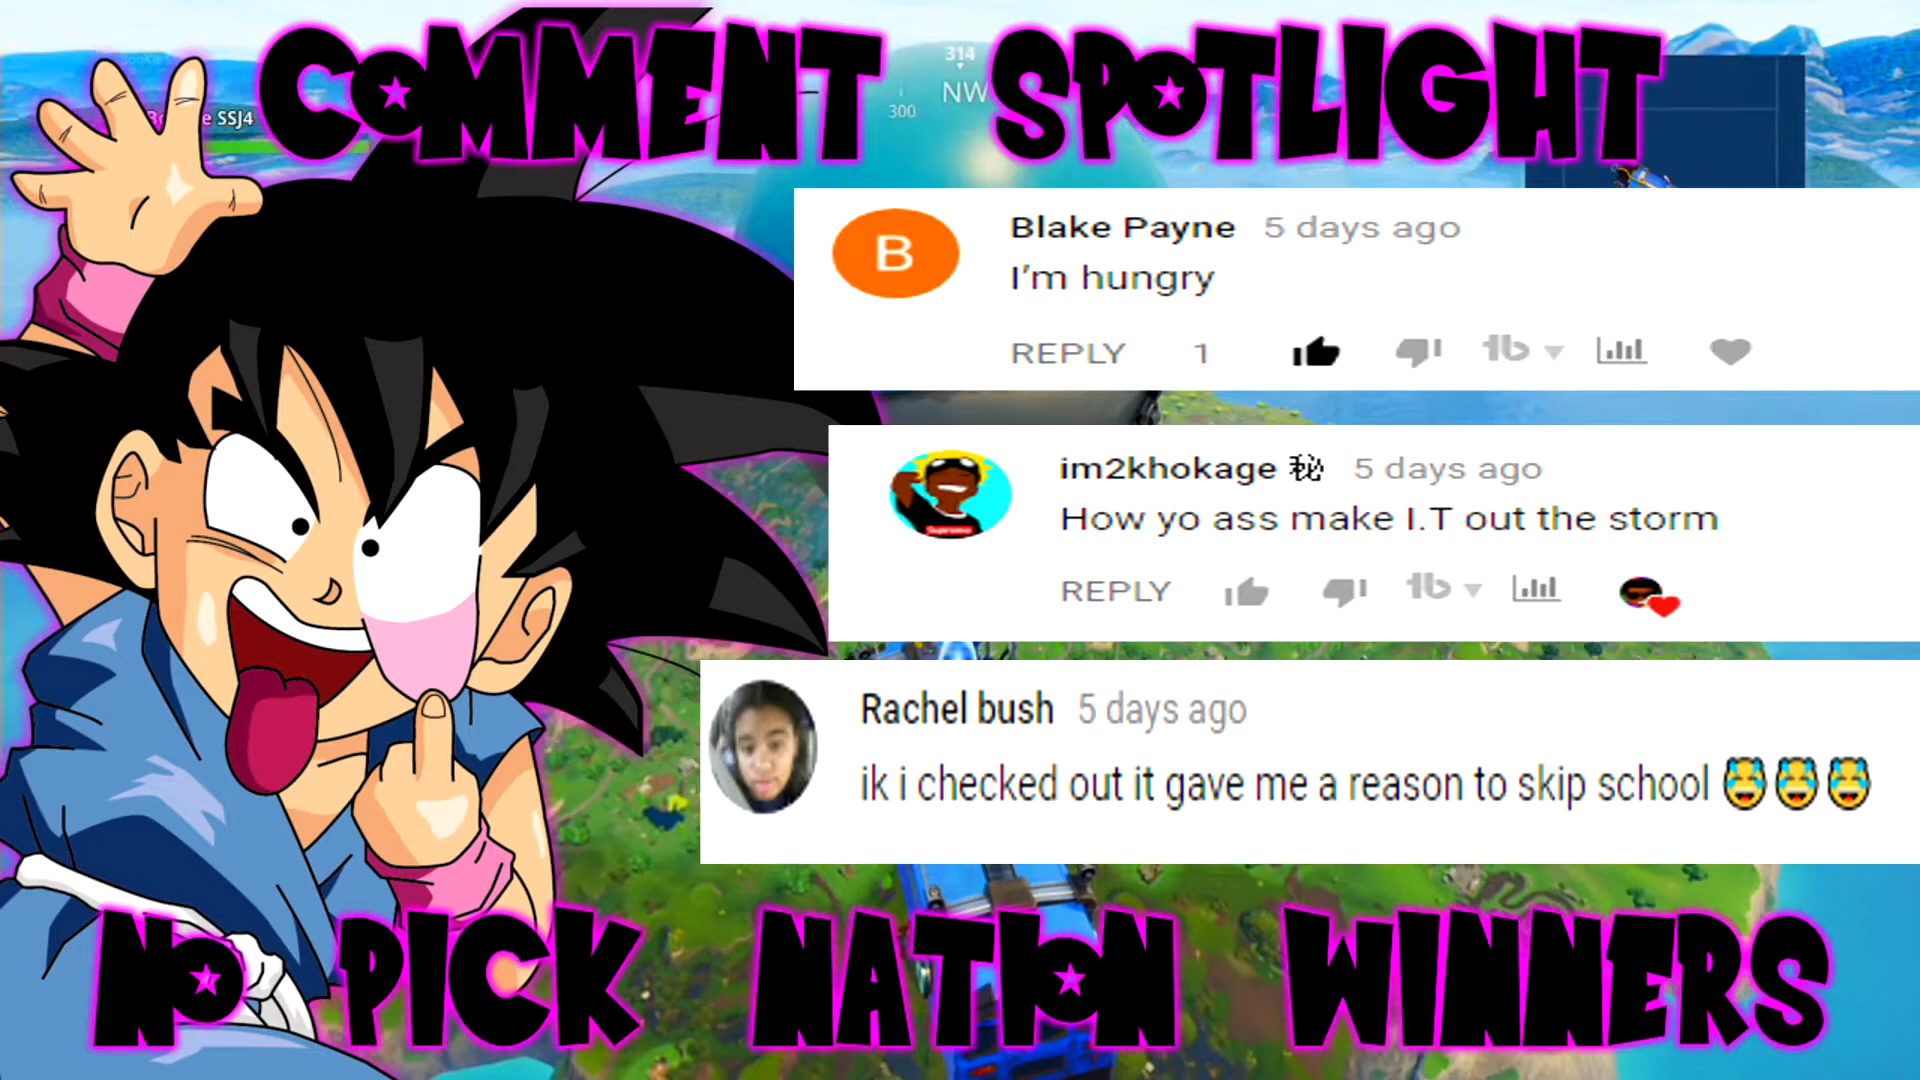 COMMENT SPOTLIGHT
314
NW
300
SSJ4
B
Blake Payne 5 days ago
I'm hungry
REPLY 1
im2khokage 秘 5 days ago
How yo ass make I.T out the storm
REPLY
Rachel bush 5 days ago
ik i checked out it gave me a reason to skip school 😂😂😂
NO PICK NATION WINNERS